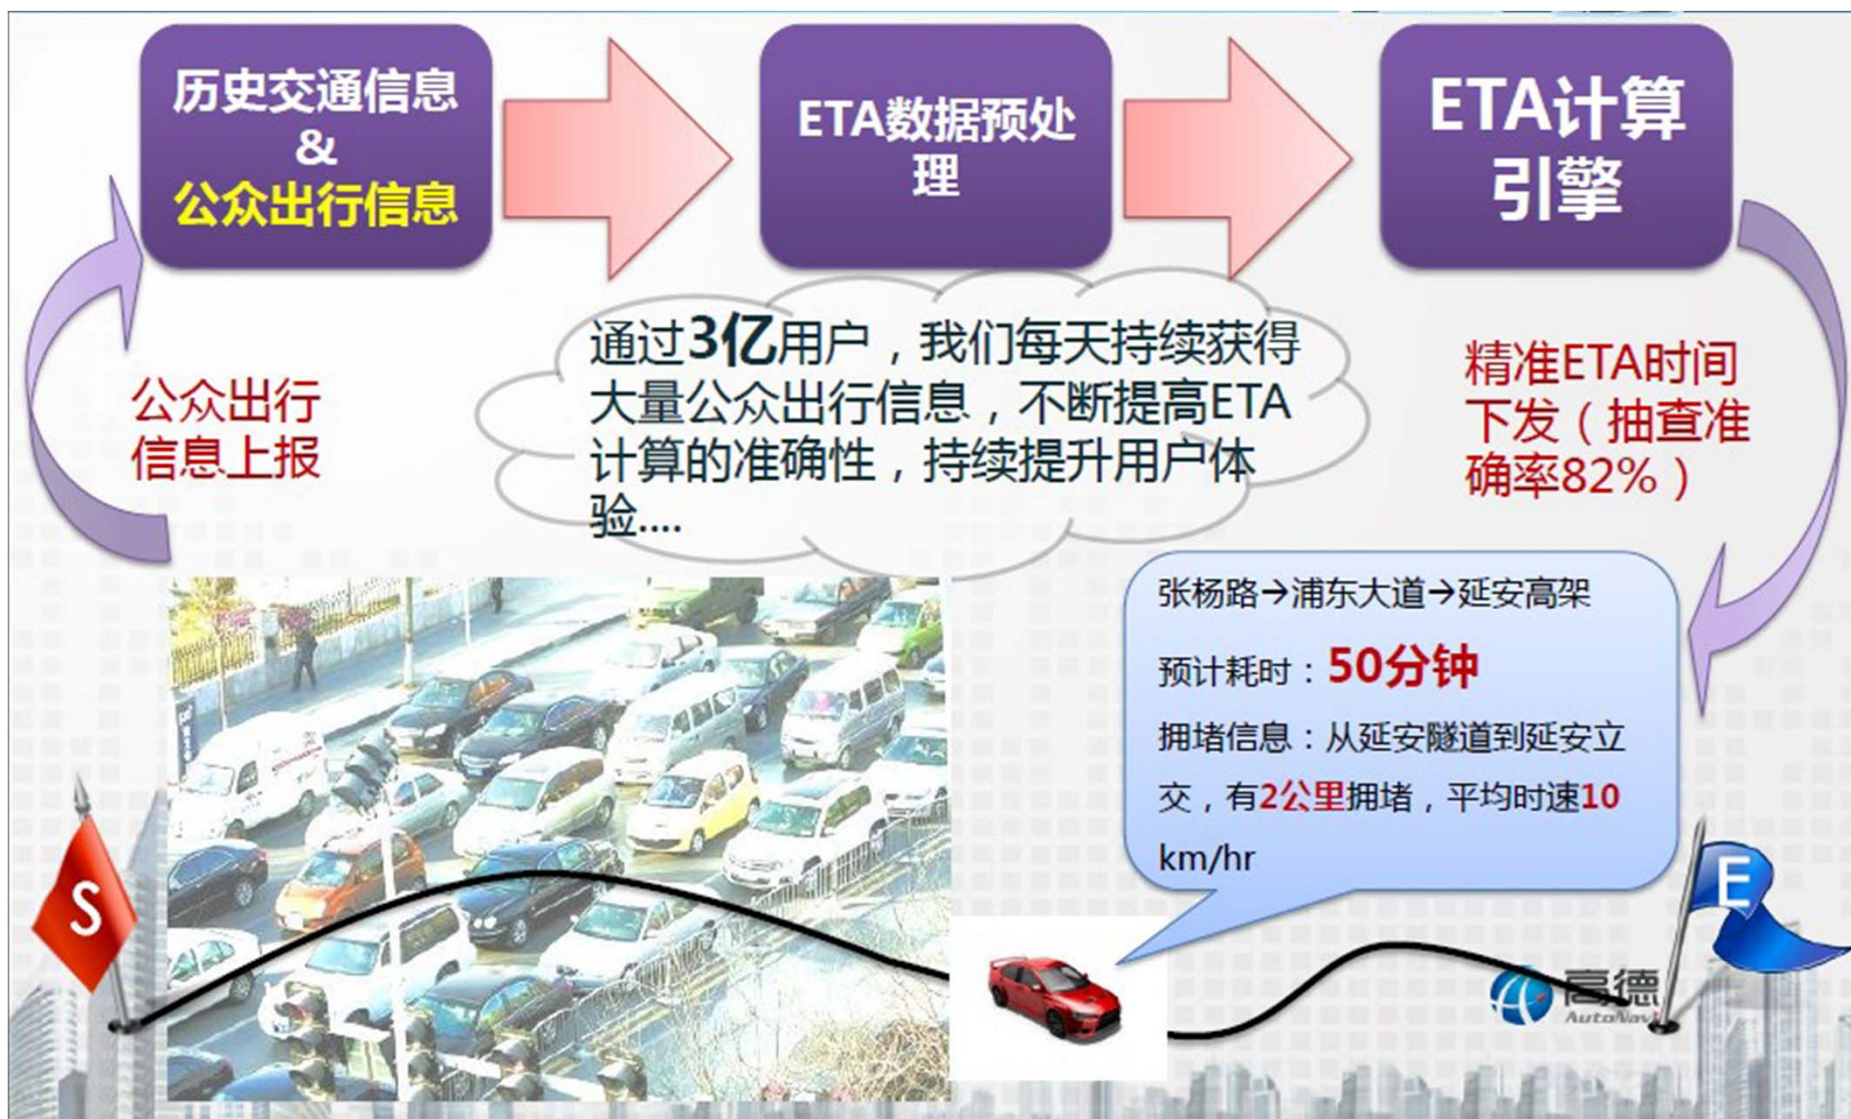 历史交通信息
&
公众出行信息
ETA数据预处
理
ETA计算
引擎
公众出行
信息上报
通过3亿用户，我们每天持续获得
大量公众出行信息，不断提高ETA
计算的准确性，持续提升用户体
验....
精准ETA时间
下发（抽查准
确率82%）
张杨路→浦东大道→延安高架
预计耗时：50分钟
拥堵信息：从延安隧道到延安立
交，有2公里拥堵，平均时速10
km/hr
S
E
高德
AutoNavi